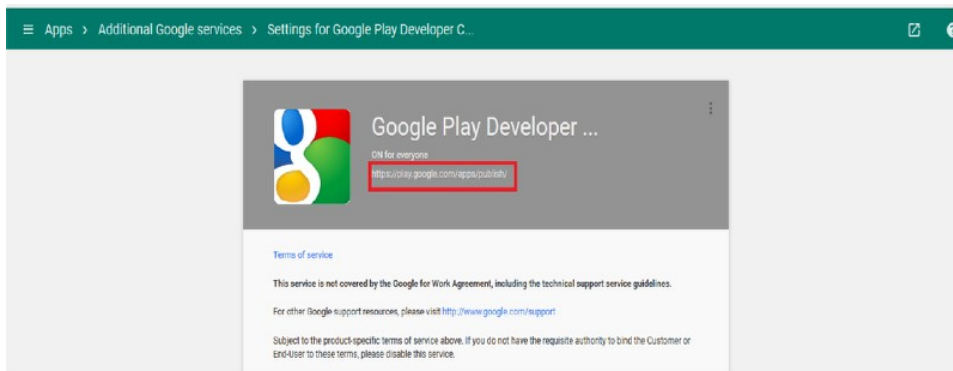 Apps > Additional Google services > Settings for Google Play Developer C...
Google Play Developer ...
ON for everyone
https://play.google.com/apps/publish/
Terms of service
This service is not covered by the Google for Work Agreement, including the technical support service guidelines.
For other Google support resources, please visit http://www.google.com/support
Subject to the product-specific terms of service above. If you do not have the requisite authority to bind the Customer or
End-User to these terms, please disable this service.